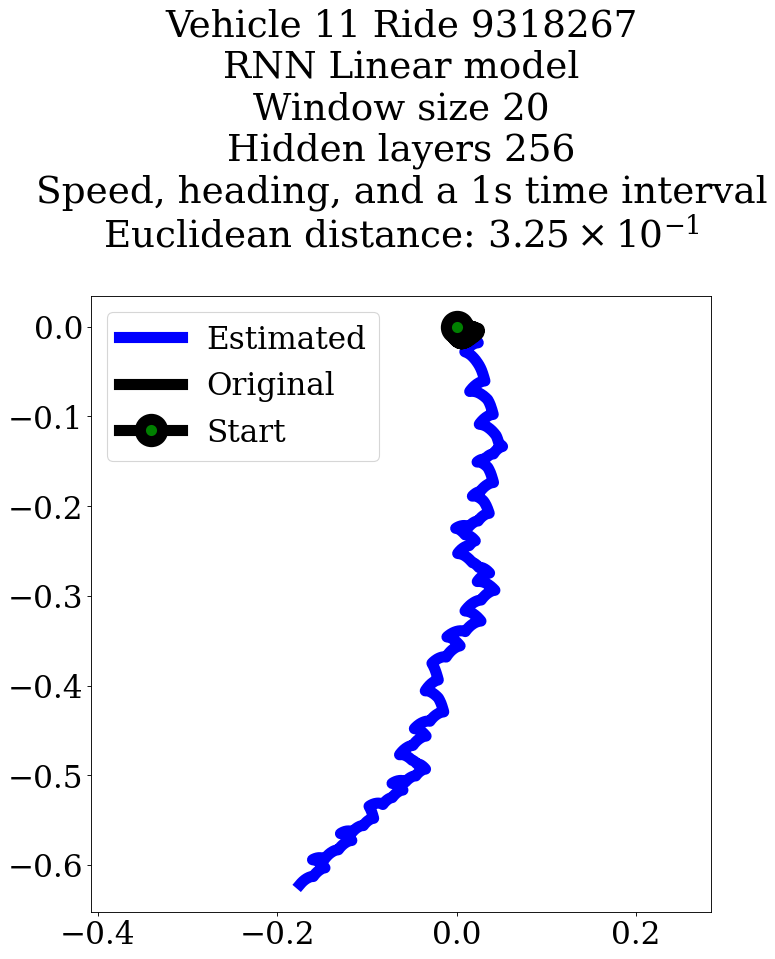 Vehicle 11 Ride 9318267
RNN Linear model
Window size 20
Hidden layers 256
Speed, heading, and a 1s time interval
Euclidean distance: 3.25 × 10⁻¹
Estimated
Original
Start
0.0
−0.1
−0.2
−0.3
−0.4
−0.5
−0.6
−0.4
−0.2
0.0
0.2